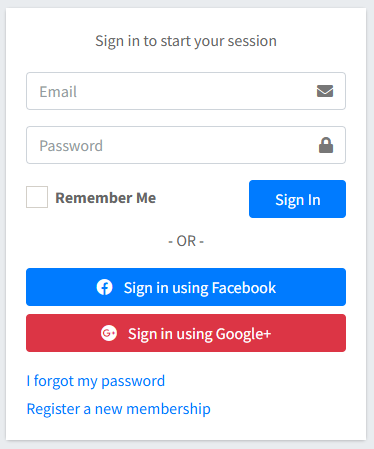 Sign in to start your session
Email
Password
Remember Me
Sign In
- OR -
Sign in using Facebook
Sign in using Google+
I forgot my password
Register a new membership